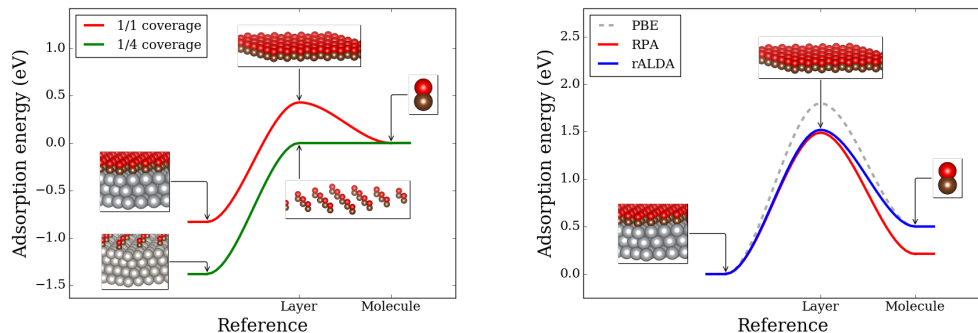 1/1 coverage
1/4 coverage
Adsorption energy (eV)
1.0
0.5
0.0
−0.5
−1.0
−1.5
Layer
Molecule
Reference
PBE
RPA
rALDA
Adsorption energy (eV)
2.5
2.0
1.5
1.0
0.5
0.0
Layer
Molecule
Reference